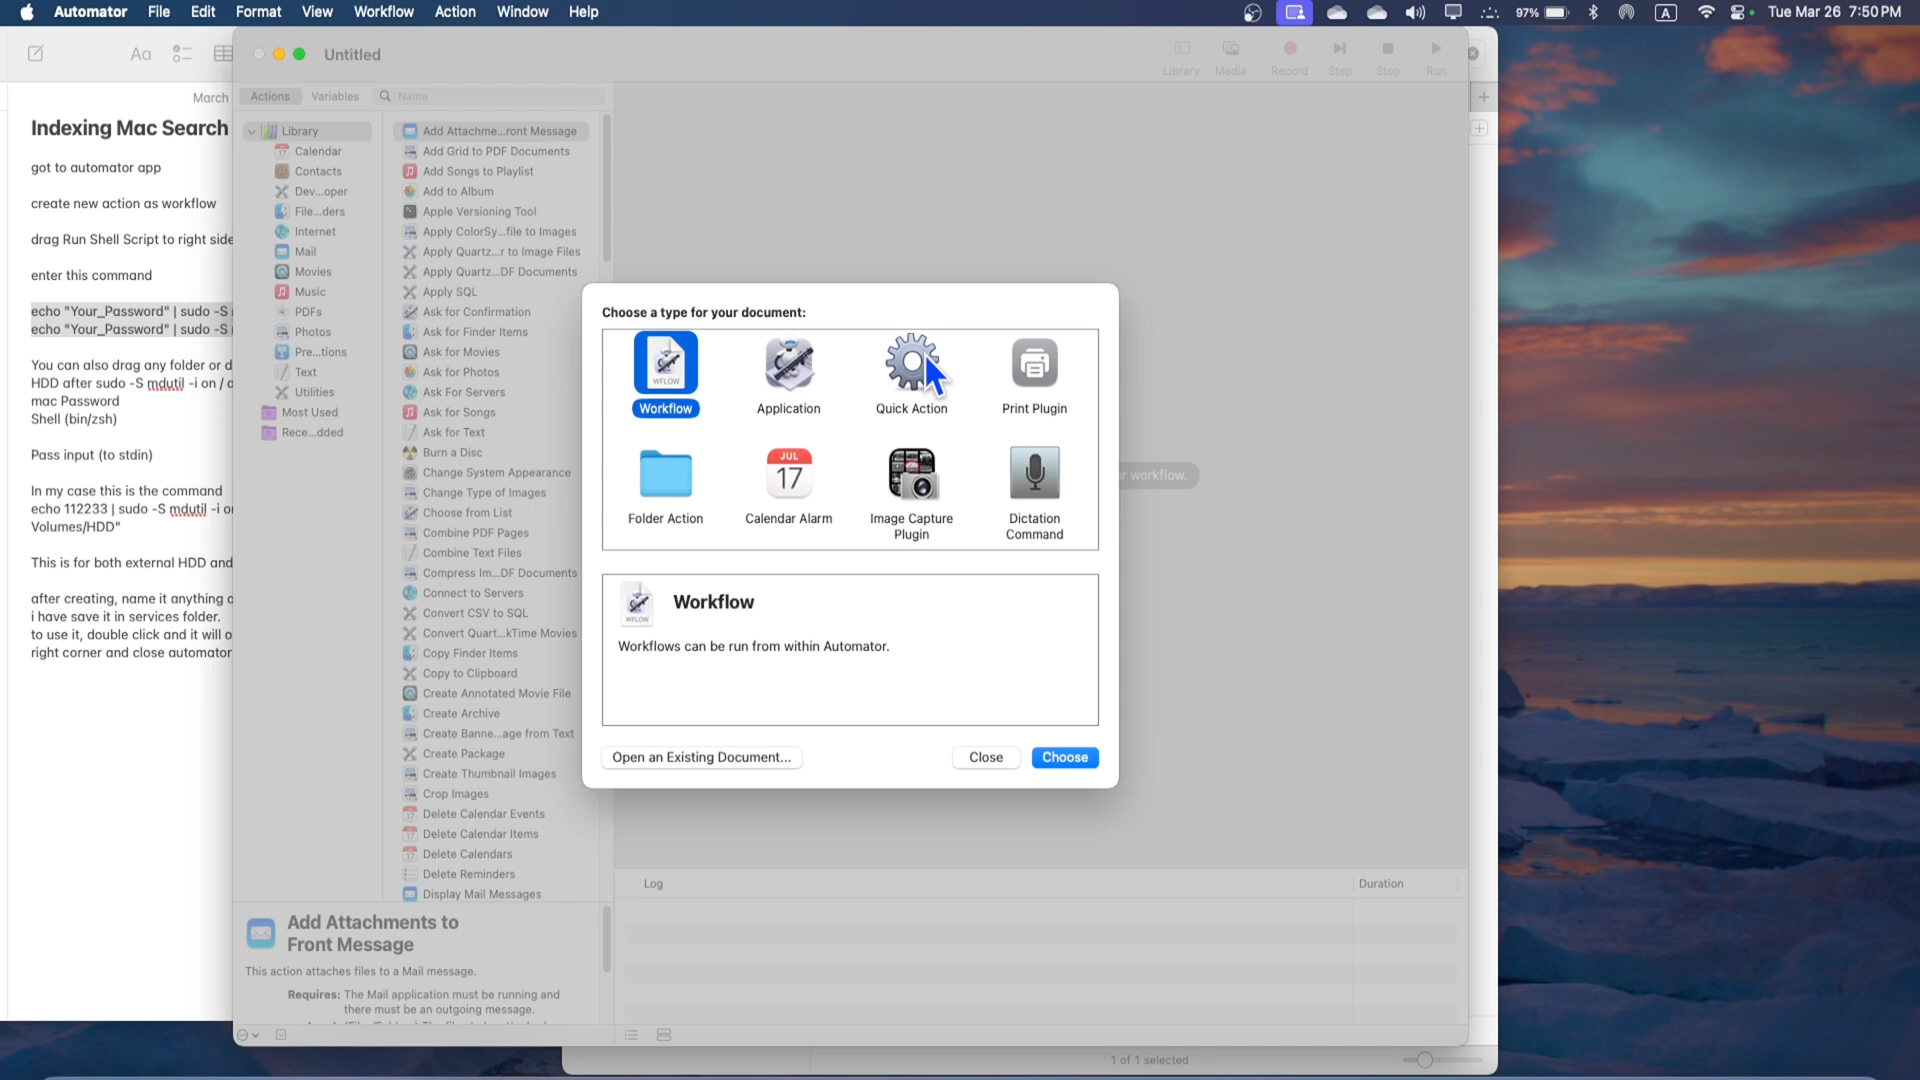 Automator File Edit Format View Workflow Action Window Help
97% A Tue Mar 26 7:50 PM
Aa
Untitled
Library Media Record Step Stop Run
March
Indexing Mac Search
got to automator app
create new action as workflow
drag Run Shell Script to right side
enter this command
echo "Your_Password" | sudo -S
echo "Your_Password" | sudo -S
You can also drag any folder or d
HDD after sudo -S mdutil -i on /
mac Password
Shell (bin/zsh)
Pass input (to stdin)
In my case this is the command
echo 112233 | sudo -S mdutil -i
Volumes/HDD"
This is for both external HDD and
after creating, name it anything
i have save it in services folder.
to use it, double click and it will o
right corner and close automator
Actions Variables Name
Library
17 Calendar
Contacts
Dev...oper
File...ders
Internet
Mail
Movies
Music
PDFs
Photos
Pre...tions
Text
Utilities
Most Used
Rece...dded
Add Attachme...ront Message
Add Grid to PDF Documents
Add Songs to Playlist
Add to Album
Apple Versioning Tool
Apply ColorSy...file to Images
Apply Quartz...r to Image Files
Apply Quartz...DF Documents
Apply SQL
Ask for Confirmation
Ask for Finder Items
Ask for Movies
Ask for Photos
Ask For Servers
Ask for Songs
Ask for Text
Burn a Disc
Change System Appearance
Change Type of Images
Choose from List
Combine PDF Pages
Combine Text Files
Compress Im...DF Documents
Connect to Servers
Convert CSV to SQL
Convert Quart...kTime Movies
Copy Finder Items
Copy to Clipboard
Create Annotated Movie File
Create Archive
Create Banne...age from Text
Create Package
Create Thumbnail Images
Crop Images
17 Delete Calendar Events
17 Delete Calendar Items
17 Delete Calendars
Delete Reminders
Display Mail Messages
Add Attachments to
Front Message
This action attaches files to a Mail message.
Requires: The Mail application must be running and
there must be an outgoing message.
workflow.
Choose a type for your document:
WFLOW
Workflow Application Quick Action Print Plugin
JUL
17
Folder Action Calendar Alarm Image Capture
Plugin Dictation
Command
WFLOW
Workflow
Workflows can be run from within Automator.
Open an Existing Document... Close Choose
Log Duration
1 of 1 selected